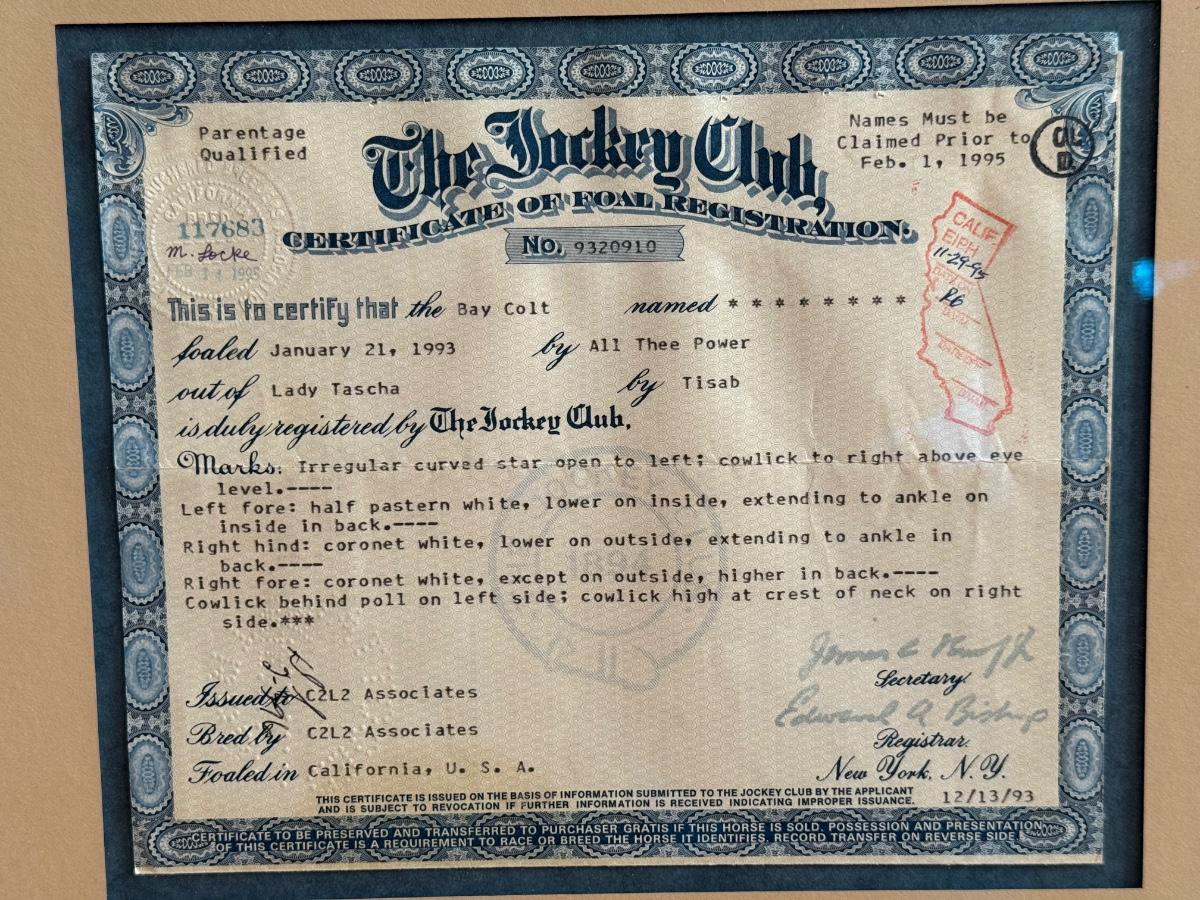 Parentage
Qualified
The Jockey Club,
CERTIFICATE OF FOAL REGISTRATION.
No. 9320910
Names Must be
Claimed Prior to
Feb. 1, 1995
CALIFORNIA
117683
M. Locke
FEB 1 1995
CALIF.
EIPH
11-29-95
This is to certify that the Bay Colt named * * * * * * * *
foaled January 21, 1993 by All Thee Power
out of Lady Tascha by Tisab
is duly registered by The Jockey Club.
Marks: Irregular curved star open to left; cowlick to right above eye
level.----
Left fore: half pastern white, lower on inside, extending to ankle on
inside in back.----
Right hind: coronet white, lower on outside, extending to ankle in
back.----
Right fore: coronet white, except on outside, higher in back.----
Cowlick behind poll on left side; cowlick high at crest of neck on right
side.***
Issued to C2L2 Associates
Bred by C2L2 Associates
Foaled in California, U. S. A.
Secretary
Edward A Bishop
Registrar
New York, N.Y.
12/13/93
THIS CERTIFICATE IS ISSUED ON THE BASIS OF INFORMATION SUBMITTED TO THE JOCKEY CLUB BY THE APPLICANT
AND IS SUBJECT TO REVOCATION IF FURTHER INFORMATION IS RECEIVED INDICATING IMPROPER ISSUANCE.
CERTIFICATE TO BE PRESERVED AND TRANSFERRED TO PURCHASER GRATIS IF THIS HORSE IS SOLD. POSSESSION AND PRESENTATION
OF THIS CERTIFICATE IS A REQUIREMENT TO RACE OR BREED THE HORSE IT IDENTIFIES. RECORD TRANSFER ON REVERSE SIDE